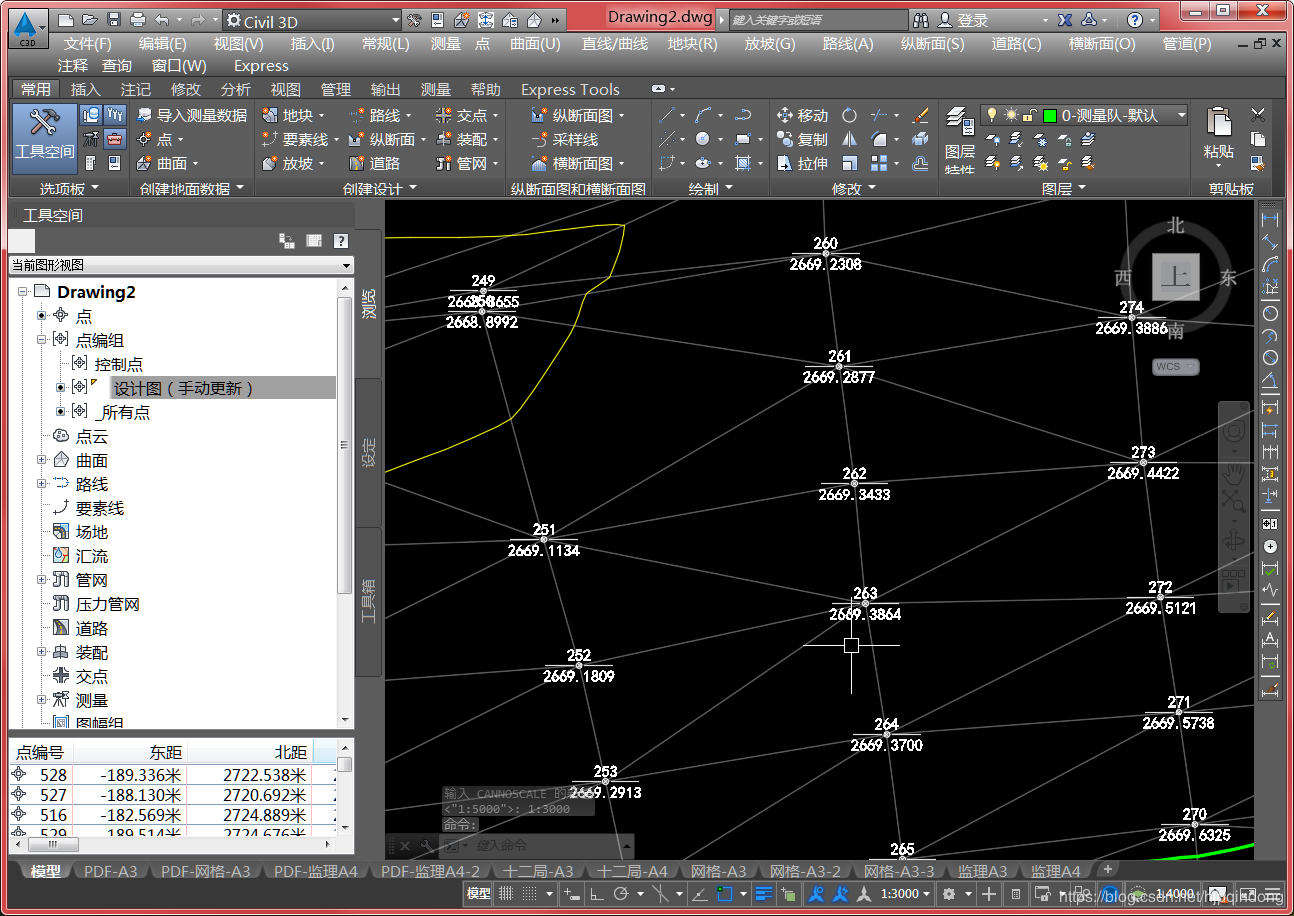 Civil 3D Drawing2.dwg 键入关键字或短语 登录
C3D
文件(F) 编辑(E) 视图(V) 插入(I) 常规(L) 测量 点 曲面(U) 直线/曲线 地块(R) 放坡(G) 路线(A) 纵断面(S) 道路(C) 横断面(O) 管道(P)
注释 查询 窗口(W) Express
常用 插入 注记 修改 分析 视图 管理 输出 测量 帮助 Express Tools
导入测量数据 地块 路线 交点 纵断面图 移动 0-测量队-默认
工具空间 点 要素线 纵断面 装配 采样线 复制 图层特性 粘贴
曲面 放坡 道路 管网 横断面图 拉伸
选项板 创建地面数据 创建设计 纵断面图和横断面图 绘制 修改 图层 剪贴板
工具空间
当前图形视图
Drawing2
点
点编组
控制点
设计图(手动更新)
_所有点
点云
曲面
路线
要素线
场地
汇流
管网
压力管网
道路
装配
交点
测量
图幅组
浏览
设定
工具箱
点编号 东距 北距
528 -189.336米 2722.538米
527 -188.130米 2720.692米
516 -182.569米 2724.889米
529 -189.514米 2724.676米
北
西 上 东
南
WCS
249
2668.8992
260
2669.2308
274
2669.3886
261
2669.2877
273
2669.4422
262
2669.3433
251
2669.1134
272
2669.5121
263
2669.3864
252
2669.1809
271
2669.5738
264
2669.3700
253
2669.2913
270
2669.6325
265
输入 CANNOSCALE 的
<"1:5000">: 1:3000
命令:
键入命令
模型 PDF-A3 PDF-网格-A3 PDF-监理A4 PDF-监理A4-2 十二局-A3 十二局-A4 网格-A3 网格-A3-2 网格-A3-3 监理A3 监理A4
模型 1:3000 1:4000